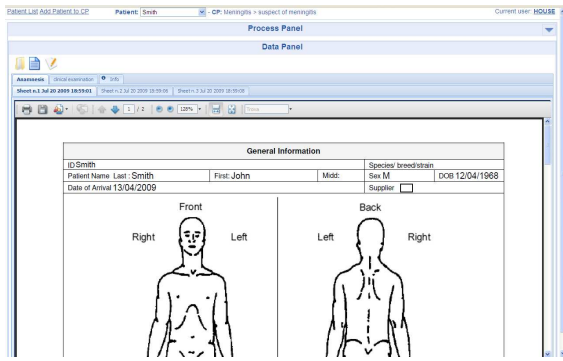 Patient List Add Patient to CP Patient: Smith - CP: Meningitis > suspect of meningitis Current user: HOUSE
Process Panel
Data Panel
Anamnesis clinical examination Info
Sheet n.1 Jul 20 2009 18:59:01 Sheet n.2 Jul 20 2009 18:59:06 Sheet n.3 Jul 20 2009 18:59:08
1 / 2 128%
General Information
ID Smith Species/ breed/strain
Patient Name Last : Smith First: John Midd: Sex M DOB 12/04/1968
Date of Arrival 13/04/2009 Supplier
Front Back
Right Left Left Right